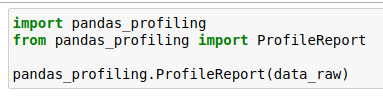 import pandas_profiling
from pandas_profiling import ProfileReport
pandas_profiling.ProfileReport(data_raw)